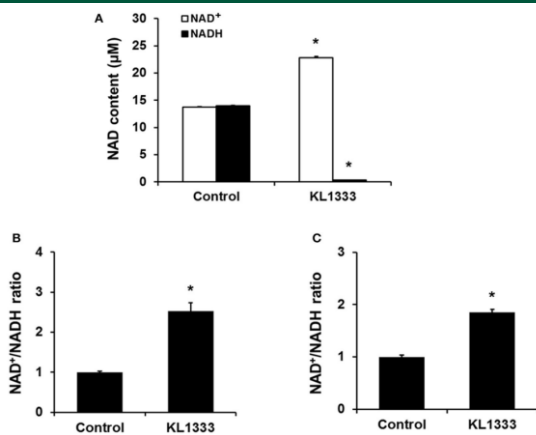 A
30
NAD⁺
NADH
25
20
15
10
5
0
NAD content (μM)
*
*
Control
KL1333
B
4
3
2
1
0
NAD⁺/NADH ratio
*
Control
KL1333
C
3
2
1
0
NAD⁺/NADH ratio
*
Control
KL1333